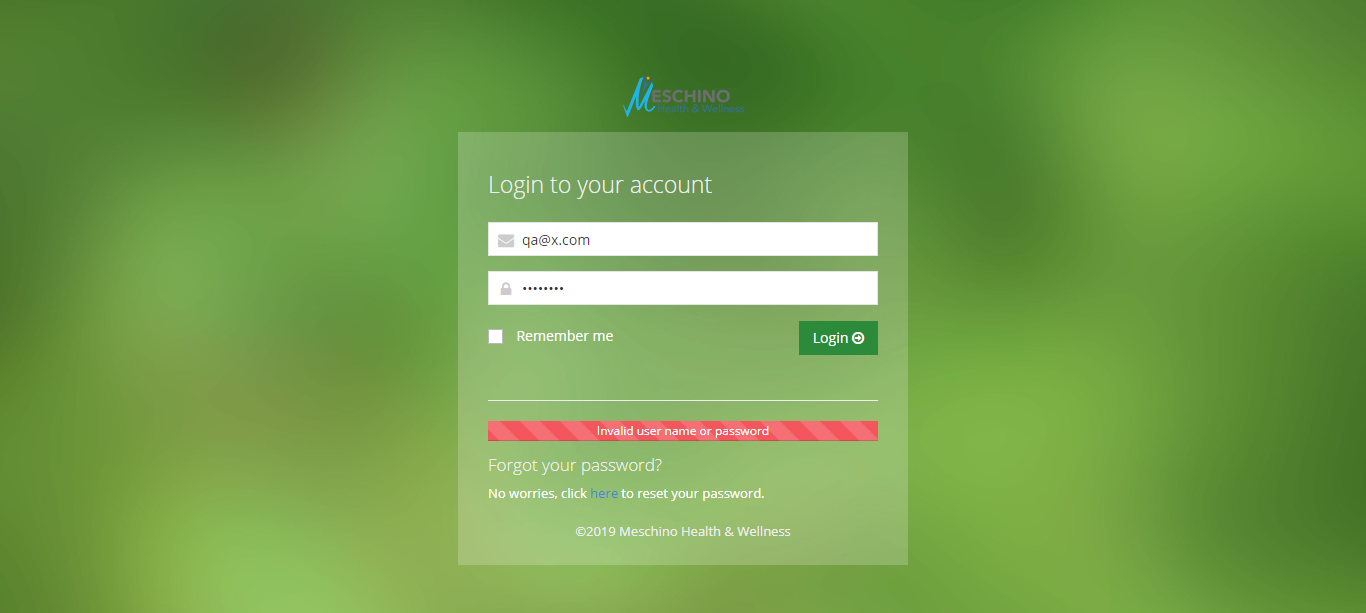 MESCHINO
Health & Wellness
Login to your account
qa@x.com
••••••••
Remember me
Login
Invalid user name or password
Forgot your password?
No worries, click here to reset your password.
©2019 Meschino Health & Wellness